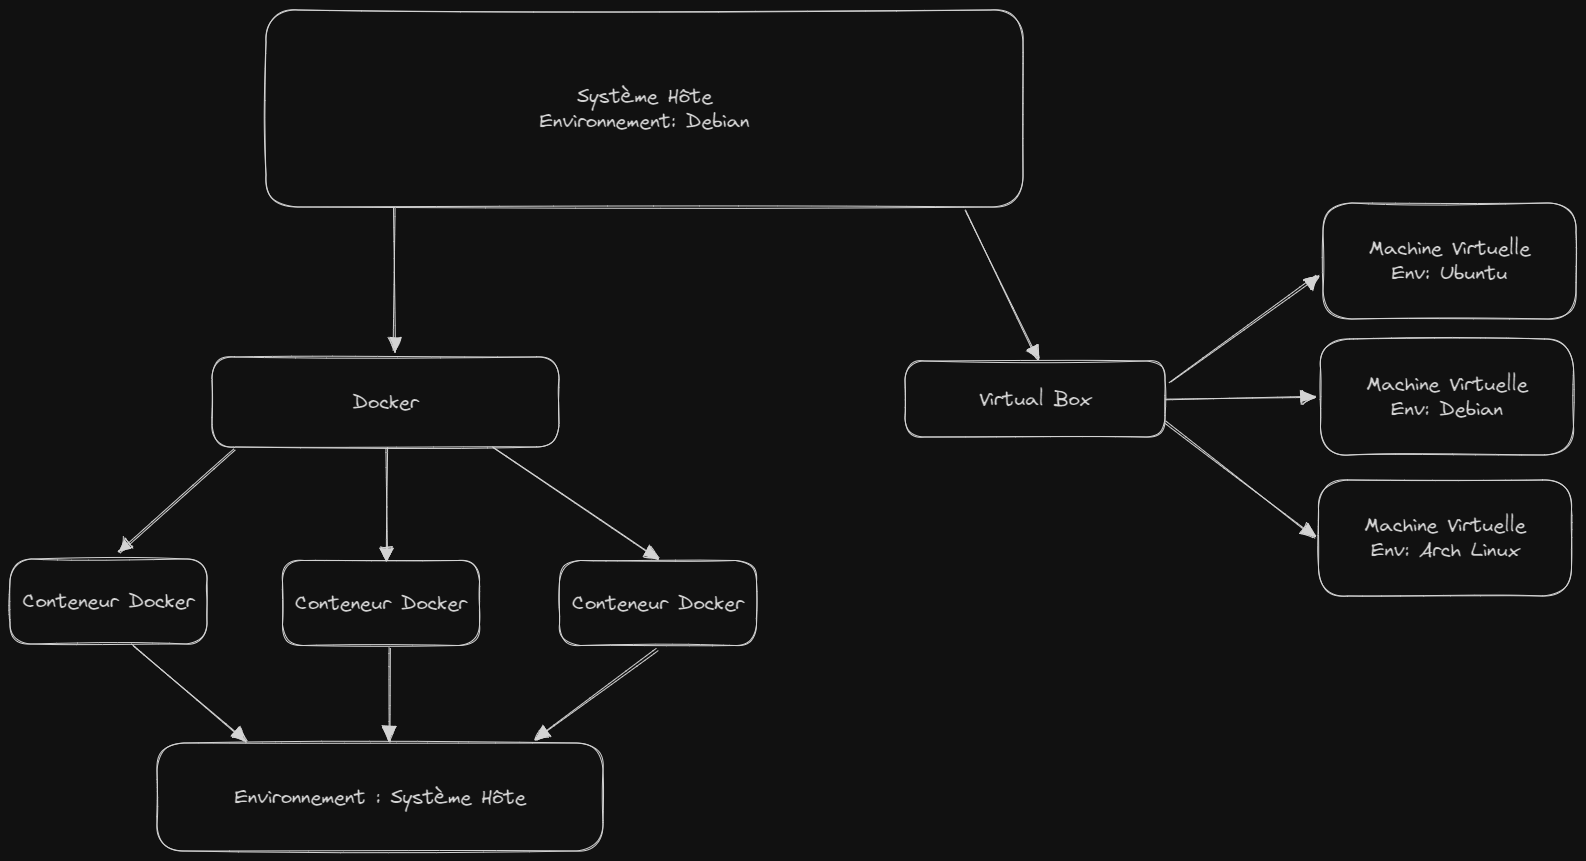 Système Hôte
Environnement: Debian
Docker
Virtual Box
Machine Virtuelle
Env: Ubuntu
Machine Virtuelle
Env: Debian
Machine Virtuelle
Env: Arch Linux
Conteneur Docker
Conteneur Docker
Conteneur Docker
Environnement : Système Hôte